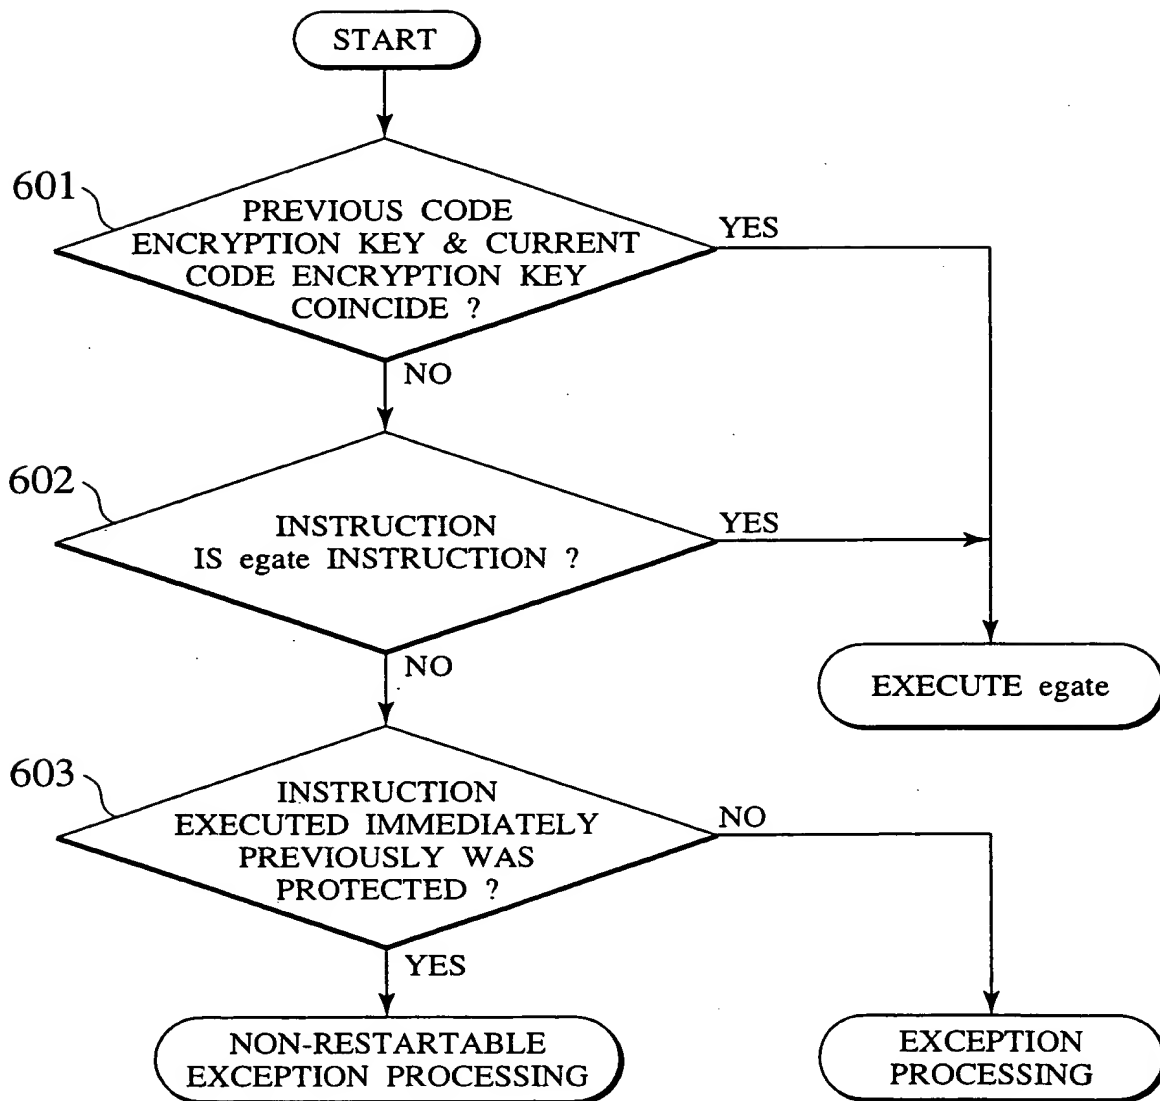 START
601
PREVIOUS CODE
ENCRYPTION KEY & CURRENT
CODE ENCRYPTION KEY
COINCIDE ?
YES
NO
602
INSTRUCTION
IS egate INSTRUCTION ?
YES
NO
EXECUTE egate
603
INSTRUCTION
EXECUTED IMMEDIATELY
PREVIOUSLY WAS
PROTECTED ?
NO
YES
NON-RESTARTABLE
EXCEPTION PROCESSING
EXCEPTION
PROCESSING